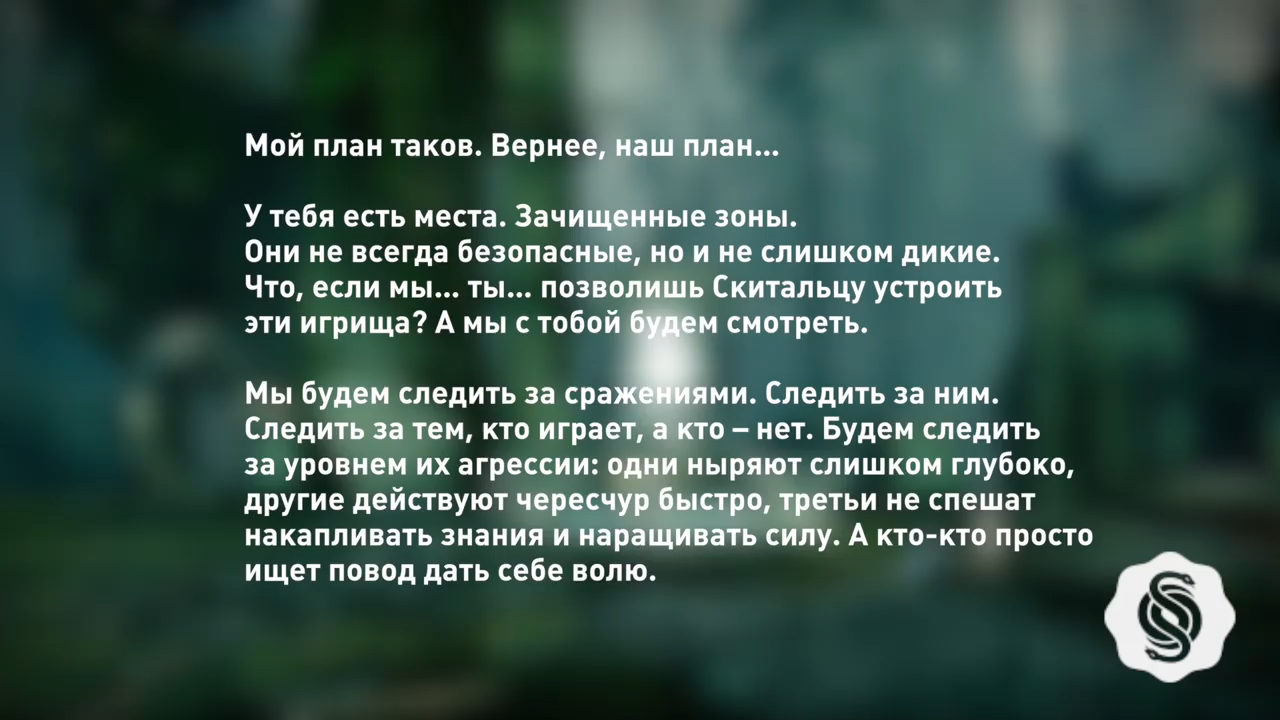 Мой план таков. Вернее, наш план...
У тебя есть места. Зачищенные зоны.
Они не всегда безопасные, но и не слишком дикие.
Что, если мы... ты... позволишь Скитальцу устроить
эти игрища? А мы с тобой будем смотреть.
Мы будем следить за сражениями. Следить за ним.
Следить за тем, кто играет, а кто – нет. Будем следить
за уровнем их агрессии: одни ныряют слишком глубоко,
другие действуют чересчур быстро, третьи не спешат
накапливать знания и наращивать силу. А кто-кто просто
ищет повод дать себе волю.